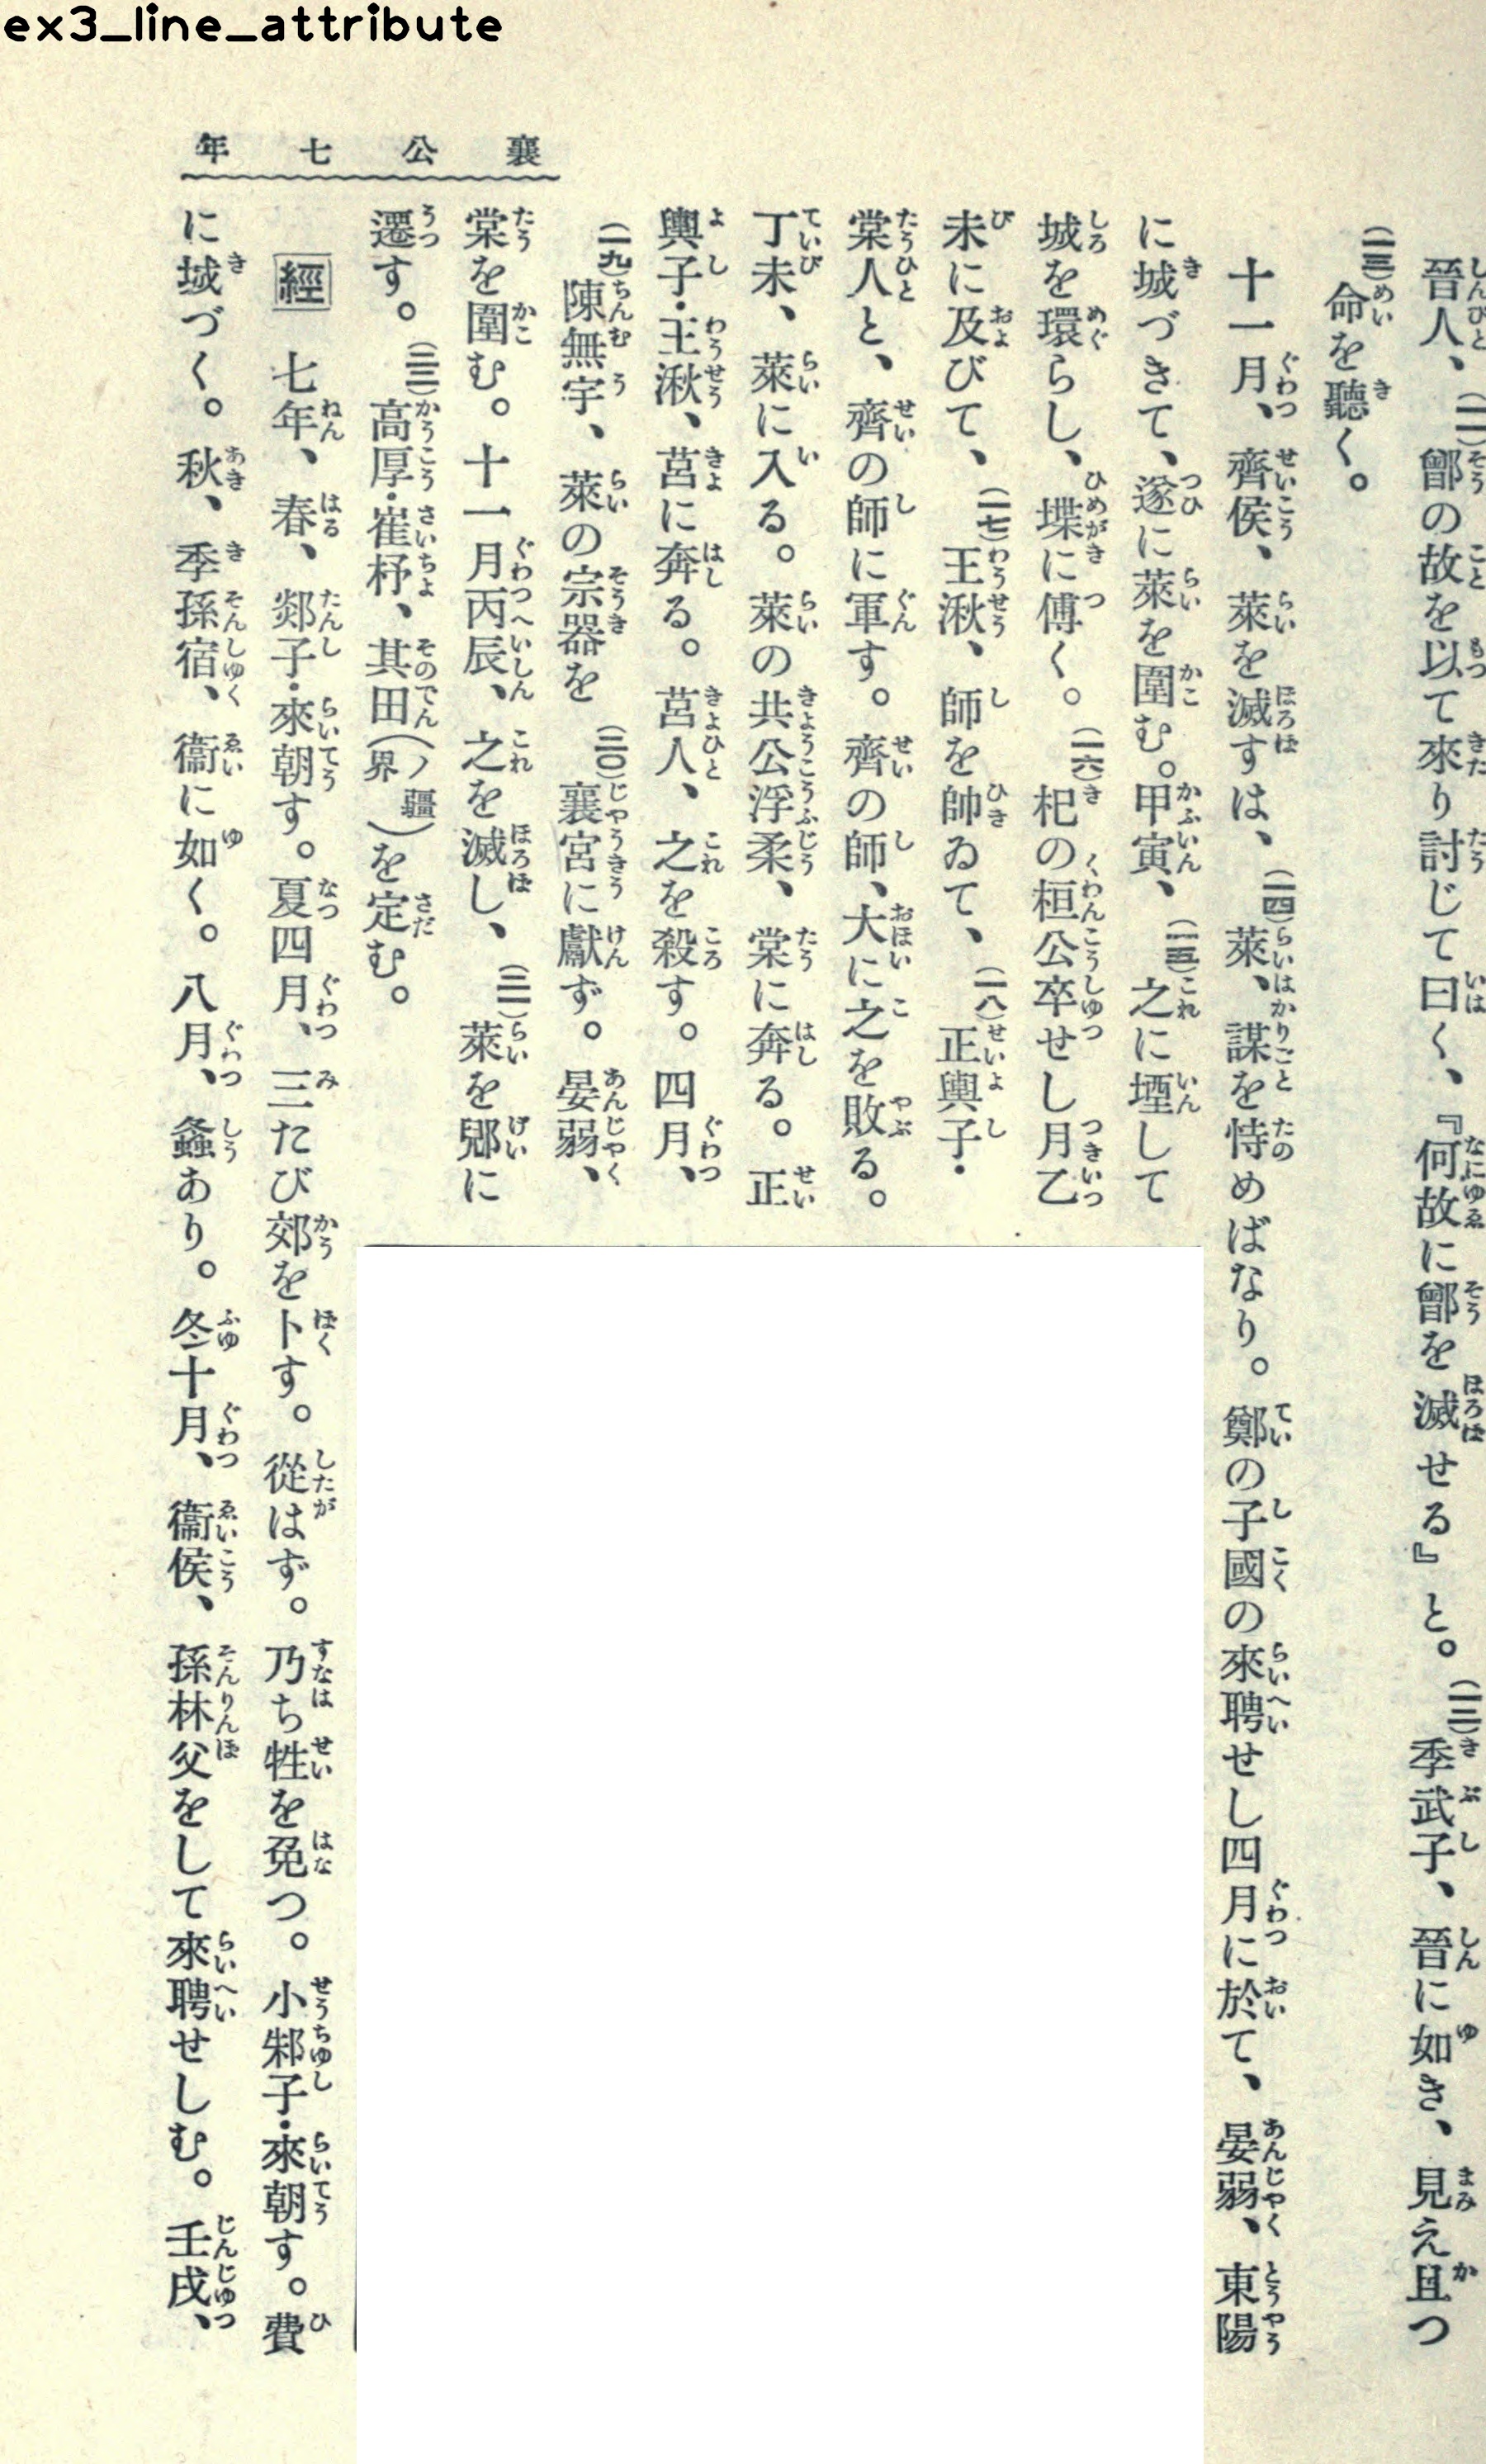 ex3_line_attribute
襄公七年
晉人、(一一)鄫の故を以て來り討じて曰く、『何故に鄫を滅せる』と。(一二)季武子、晉に如き、見え且つ
(一三)命を聽く。
十一月、齊侯、萊を滅すは、(一四)萊、謀を恃めばなり。鄭の子國の來聘せし四月に於て、晏弱、東陽
に城づきて、遂に萊を圍む。甲寅、(一五)之に堙して
城を環らし、堞に傅く。(一六)杞の桓公卒せし月乙
未に及びて、(一七)王湫、師を帥ゐて、(一八)正輿子・
棠人と、齊の師に軍す。齊の師、大に之を敗る。
丁未、萊に入る。萊の共公浮柔、棠に奔る。正
輿子・王湫、莒に奔る。莒人、之を殺す。四月、
(一九)陳無宇、萊の宗器を(二〇)襄宮に獻ず。晏弱、
棠を圍む。十一月丙辰、之を滅し、(二一)萊を郳に
遷す。(二二)高厚・崔杼、其田(ノ疆界)を定む。
經 七年、春、郯子・來朝す。夏四月、三たび郊を卜す。從はず。乃ち牲を免つ。小邾子・來朝す。費
に城づく。秋、季孫宿、衞に如く。八月、螽あり。冬十月、衞侯、孫林父をして來聘せしむ。壬戌、